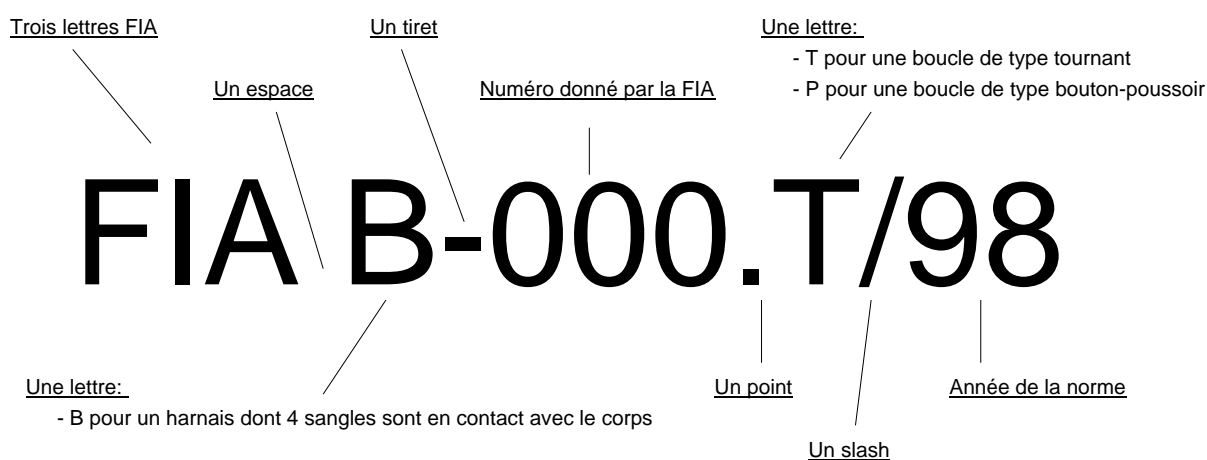 Trois lettres FIA
Un tiret
Une lettre:
- T pour une boucle de type tournant
- P pour une boucle de type bouton-poussoir
Un espace
Numéro donné par la FIA
FIA B-000.T/98
Une lettre:
- B pour un harnais dont 4 sangles sont en contact avec le corps
Un point
Année de la norme
Un slash